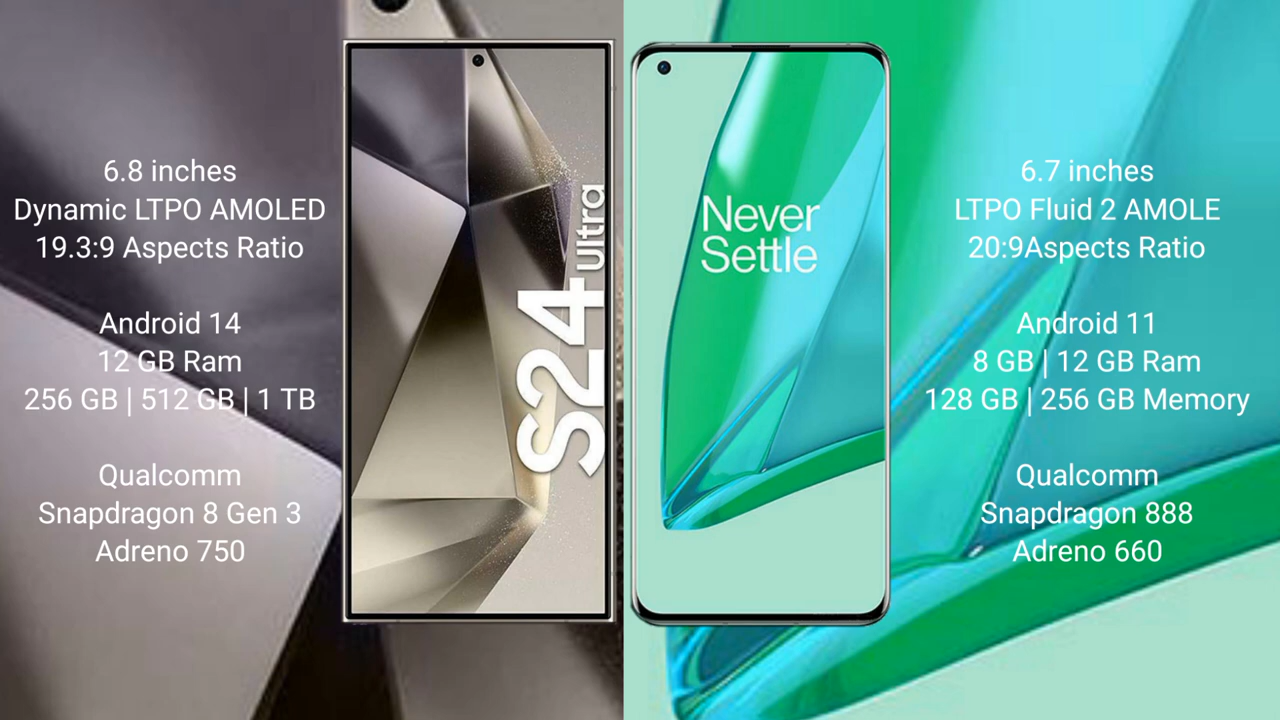 6.8 inches
Dynamic LTPO AMOLED
19.3:9 Aspects Ratio
Android 14
12 GB Ram
256 GB | 512 GB | 1 TB
Qualcomm
Snapdragon 8 Gen 3
Adreno 750
S24 ultra
Never
Settle
6.7 inches
LTPO Fluid 2 AMOLE
20:9Aspects Ratio
Android 11
8 GB | 12 GB Ram
128 GB | 256 GB Memory
Qualcomm
Snapdragon 888
Adreno 660